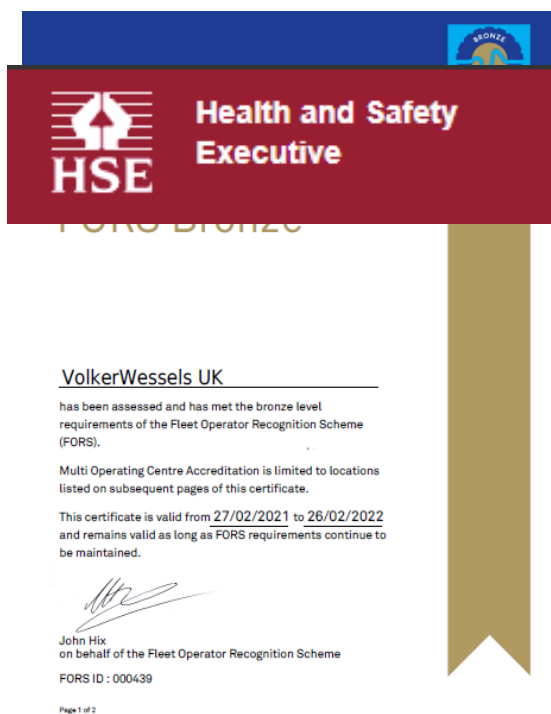 BRONZE
HSE
Health and Safety
Executive
FORS Bronze
VolkerWessels UK
has been assessed and has met the bronze level
requirements of the Fleet Operator Recognition Scheme
(FORS).
Multi Operating Centre Accreditation is limited to locations
listed on subsequent pages of this certificate.
This certificate is valid from 27/02/2021 to 26/02/2022
and remains valid as long as FORS requirements continue to
be maintained.
John Hix
on behalf of the Fleet Operator Recognition Scheme
FORS ID : 000439
Page 1 of 2